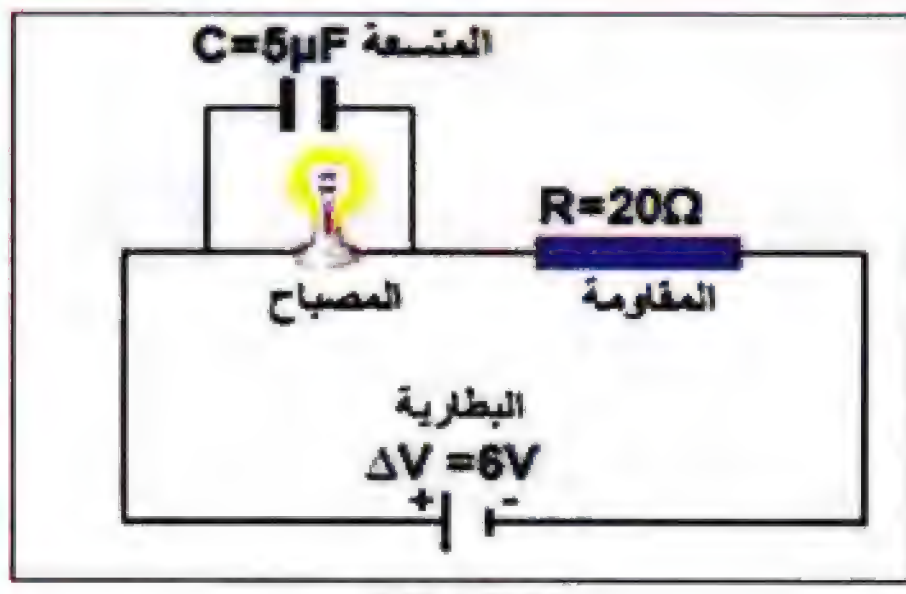 C=5μF المتسعة
R=20Ω
المصباح
المقاومة
البطارية
ΔV =6V
+ -